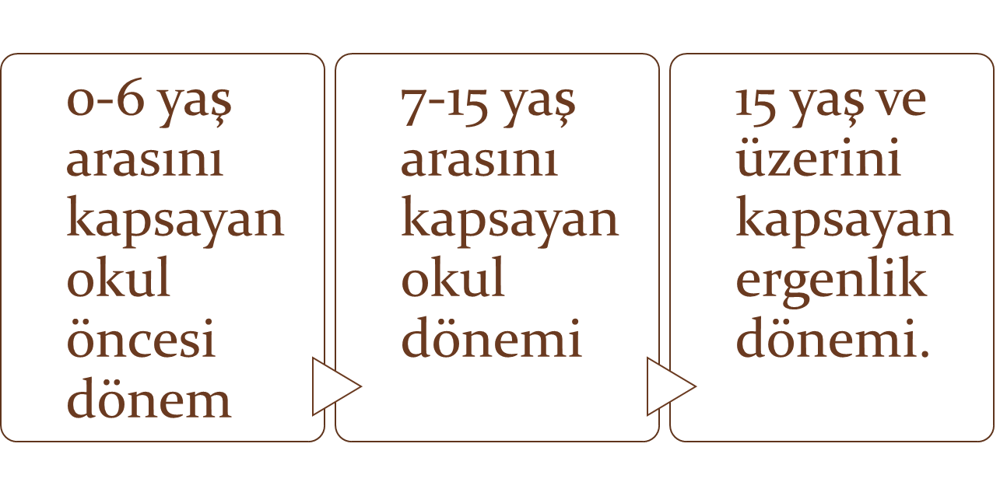 0-6 yaş
arasını
kapsayan
okul
öncesi
dönem
7-15 yaş
arasını
kapsayan
okul
dönemi
15 yaş ve
üzerini
kapsayan
ergenlik
dönemi.